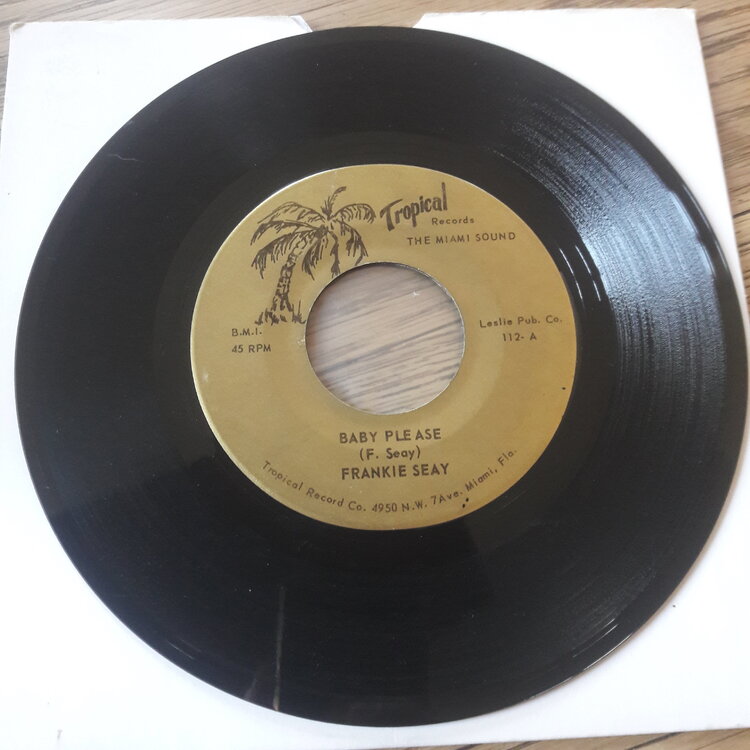 Tropical
Records
THE MIAMI SOUND
B.M.I.
45 RPM
Leslie Pub. Co.
112- A
BABY PLEASE
(F. Seay)
FRANKIE SEAY
Tropical Record Co. 4950 N.W. 7Ave. Miami, Fla.